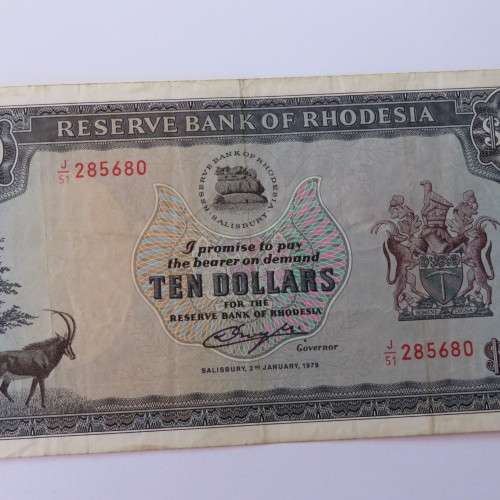 RESERVE BANK OF RHODESIA
J/51 285680
RESERVE BANK OF RHODESIA
SALISBURY
I promise to pay
the bearer on demand
TEN DOLLARS
FOR THE
RESERVE BANK OF RHODESIA
Governor
SALISBURY, 2ND JANUARY, 1979
J/51 285680